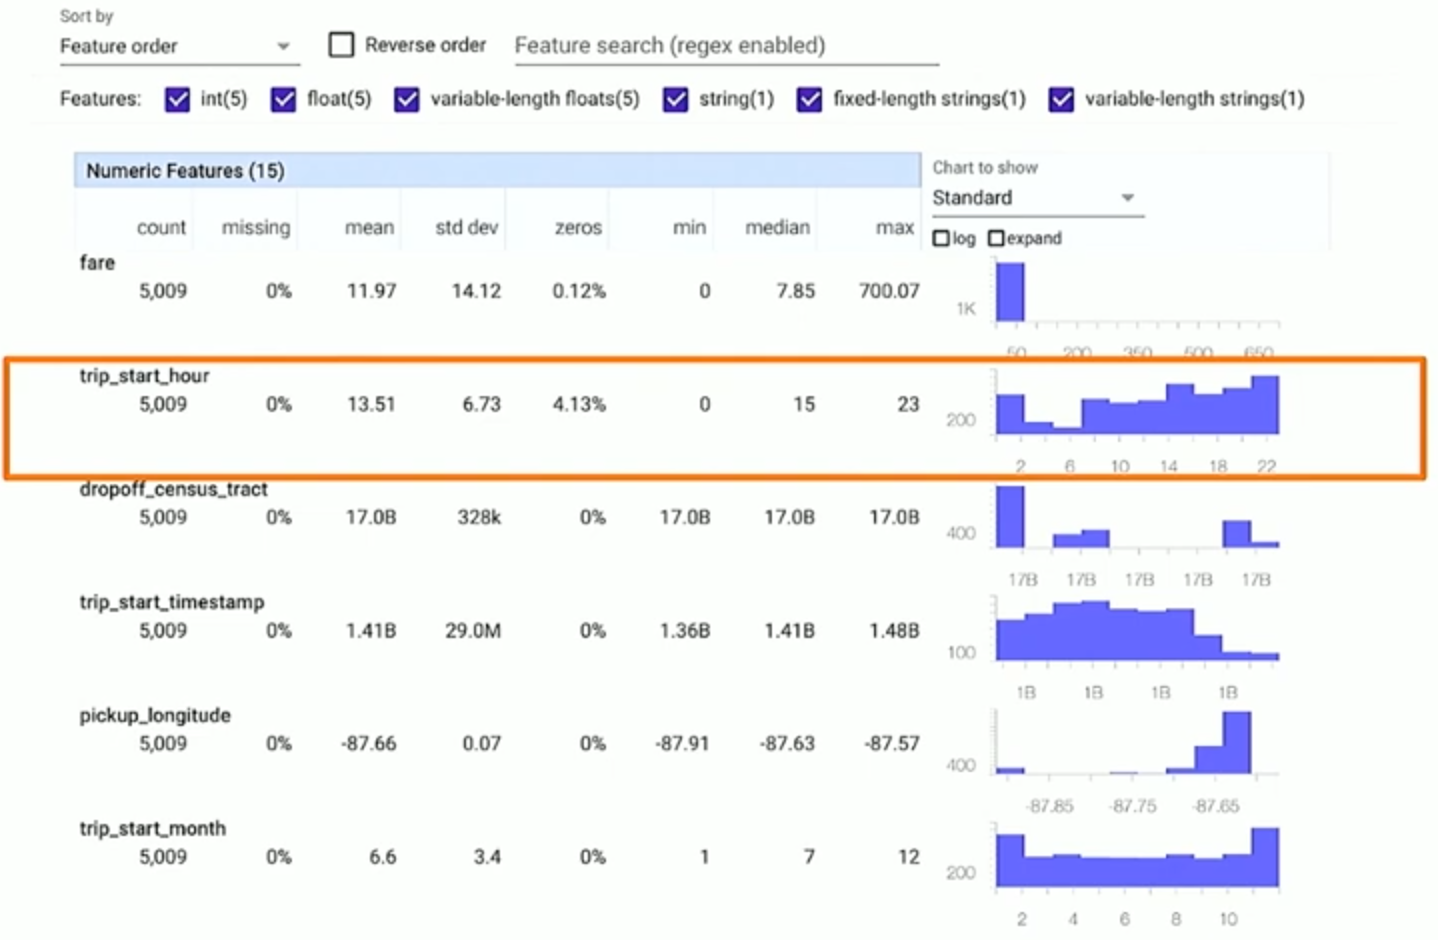 Sort by
Feature order
Reverse order
Feature search (regex enabled)
Features: int(5) float(5) variable-length floats(5) string(1) fixed-length strings(1) variable-length strings(1)
Numeric Features (15)
Chart to show
Standard
count missing mean std dev zeros min median max
log expand
fare
5,009 0% 11.97 14.12 0.12% 0 7.85 700.07
1K
50 200 350 500 650
trip_start_hour
5,009 0% 13.51 6.73 4.13% 0 15 23
200
2 6 10 14 18 22
dropoff_census_tract
5,009 0% 17.0B 328k 0% 17.0B 17.0B 17.0B
400
17B 17B 17B 17B 17B
trip_start_timestamp
5,009 0% 1.41B 29.0M 0% 1.36B 1.41B 1.48B
100
1B 1B 1B 1B
pickup_longitude
5,009 0% -87.66 0.07 0% -87.91 -87.63 -87.57
400
-87.85 -87.75 -87.65
trip_start_month
5,009 0% 6.6 3.4 0% 1 7 12
200
2 4 6 8 10